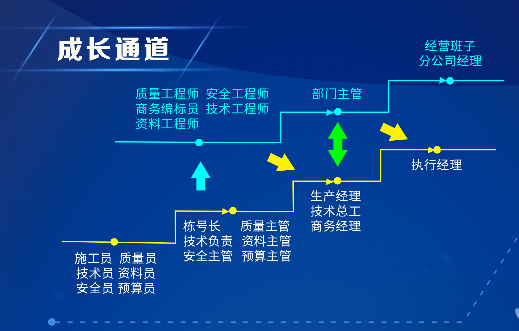 成长通道
经营班子
分公司经理
质量工程师 安全工程师
商务编标员 技术工程师
资料工程师
部门主管
执行经理
生产经理
技术总工
商务经理
栋号长 质量主管
技术负责 资料主管
安全主管 预算主管
施工员 质量员
技术员 资料员
安全员 预算员